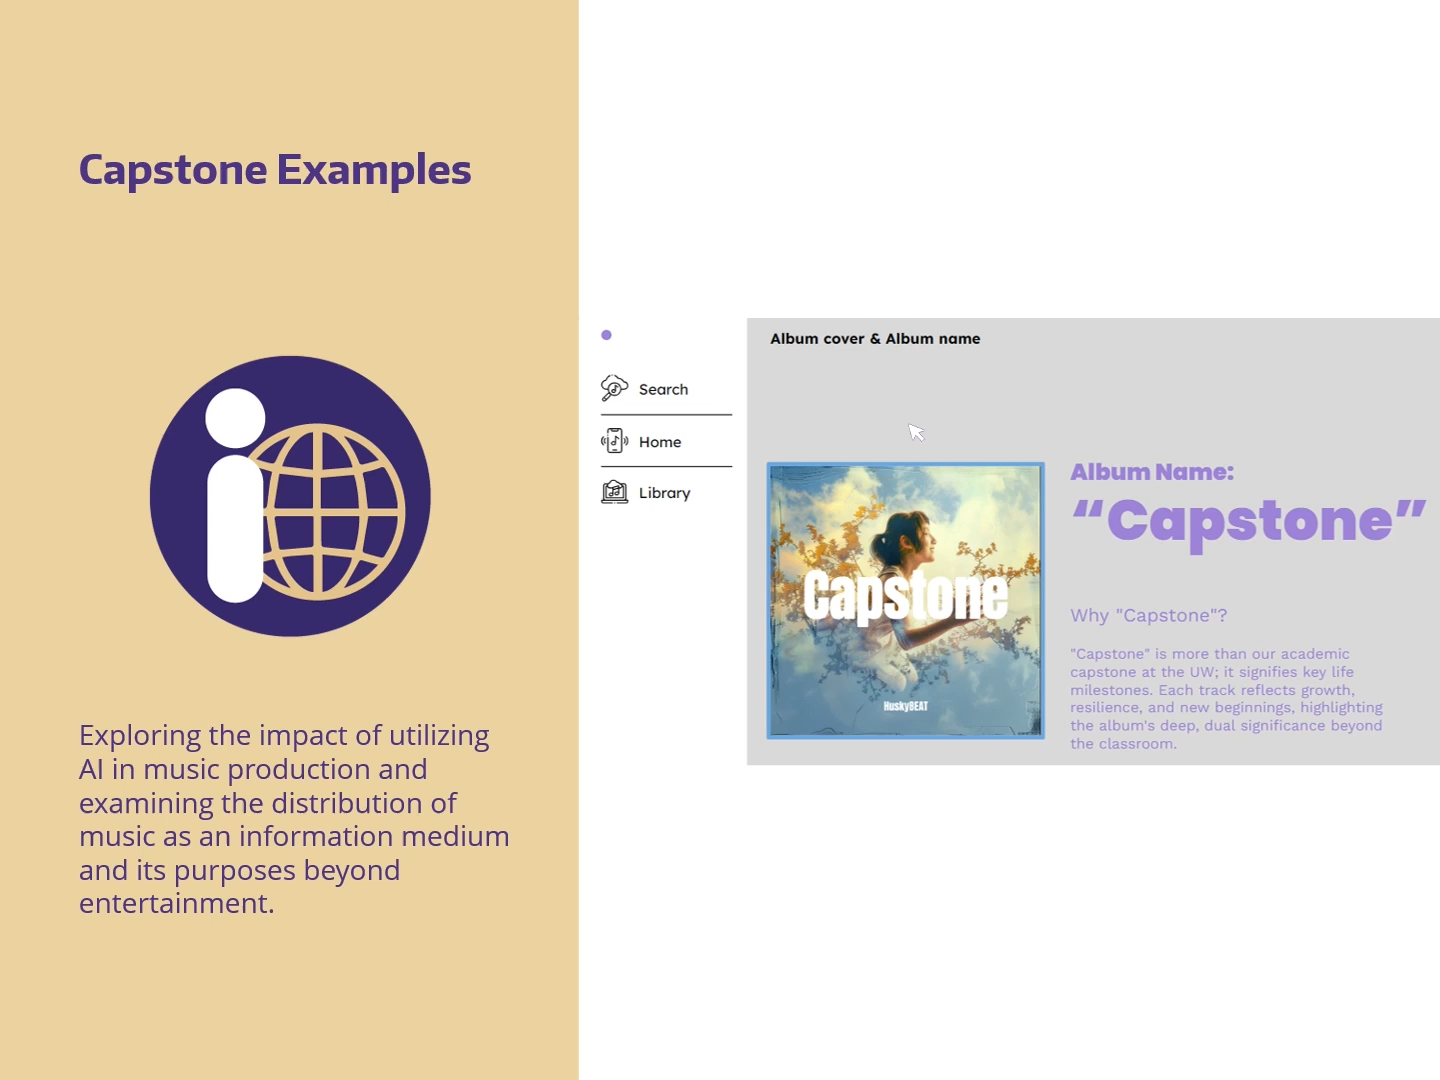 Capstone Examples
Exploring the impact of utilizing
AI in music production and
examining the distribution of
music as an information medium
and its purposes beyond
entertainment.
Search
Home
Library
Album cover & Album name
Capstone
HuskyBEAT
Album Name:
“Capstone”
Why "Capstone"?
"Capstone" is more than our academic
capstone at the UW; it signifies key life
milestones. Each track reflects growth,
resilience, and new beginnings, highlighting
the album's deep, dual significance beyond
the classroom.